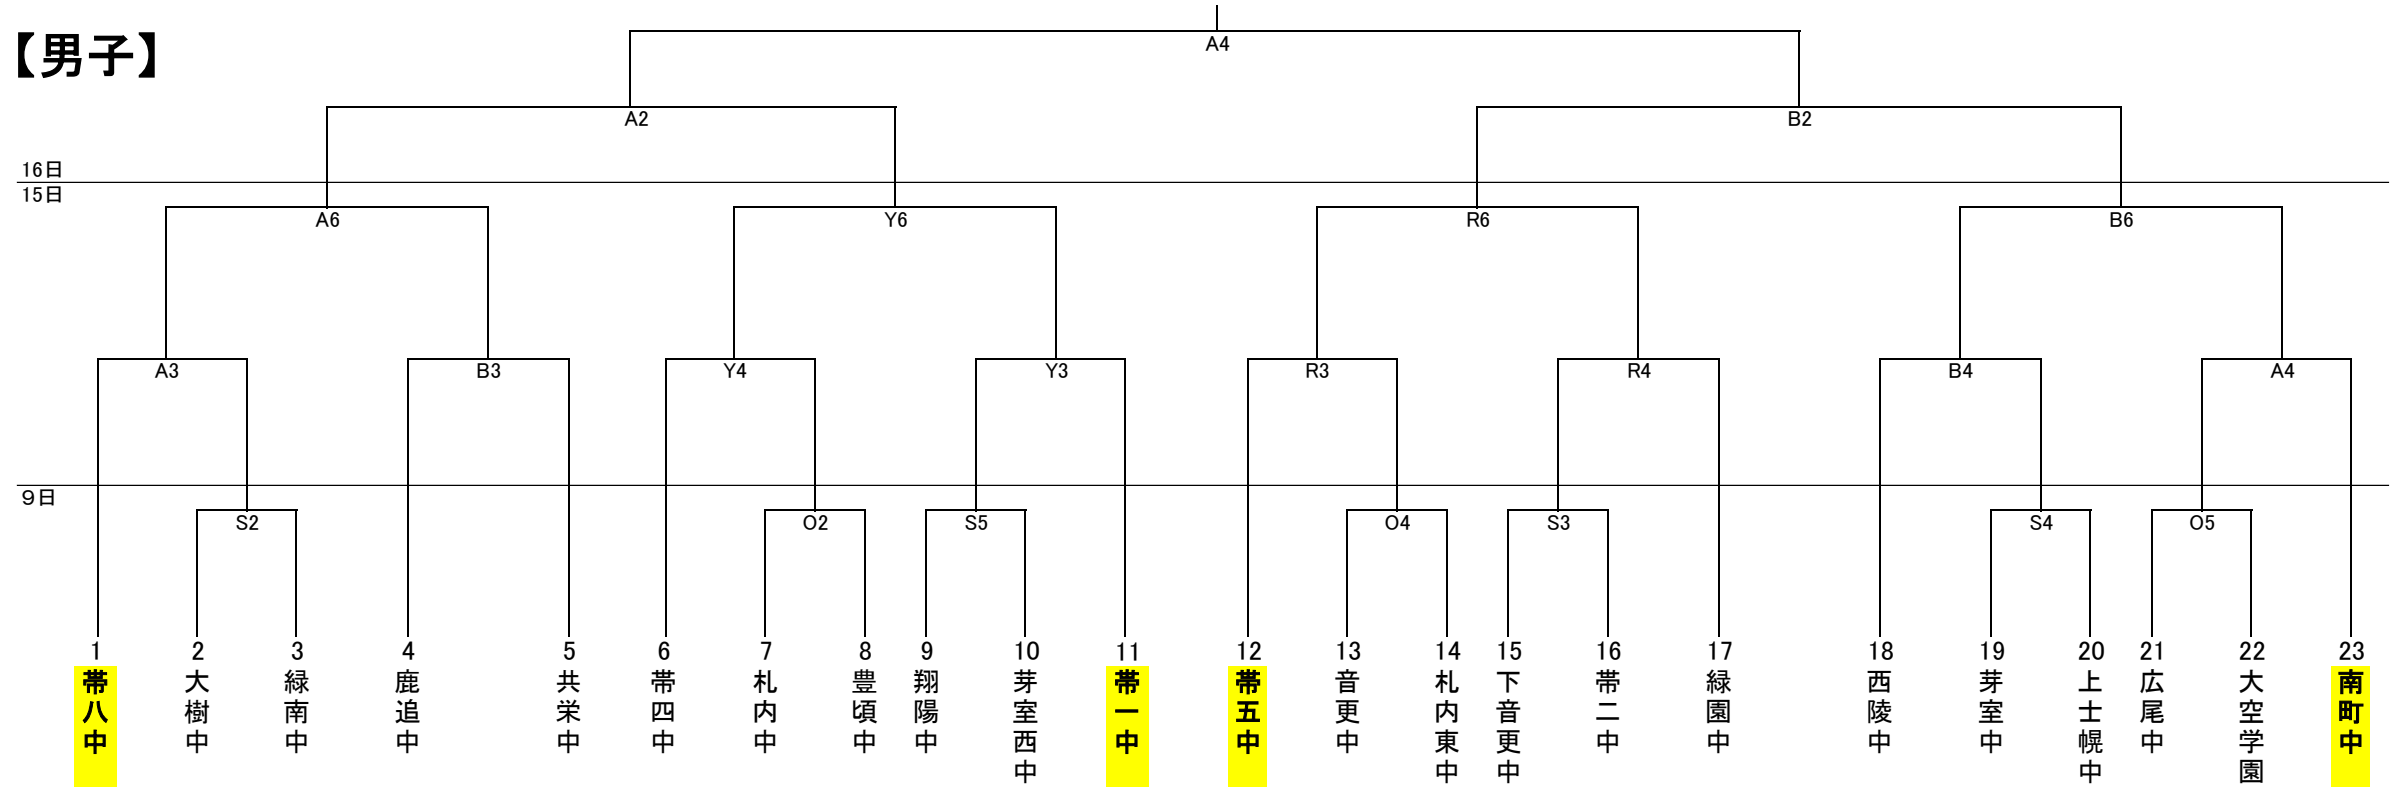 【男子】
A4
A2
B2
16日
15日
A6
Y6
R6
B6
A3
B3
Y4
Y3
R3
R4
B4
A4
9日
S2
O2
S5
O4
S3
S4
O5
1
2
3
4
5
6
7
8
9
10
11
12
13
14
15
16
17
18
19
20
21
22
23
帯八中
大樹中
緑南中
鹿追中
共栄中
帯四中
札内中
豊頃中
翔陽中
芽室西中
帯一中
帯五中
音更中
札内東中
下音更中
帯二中
緑園中
西陵中
芽室中
上士幌中
広尾中
大空学園
南町中